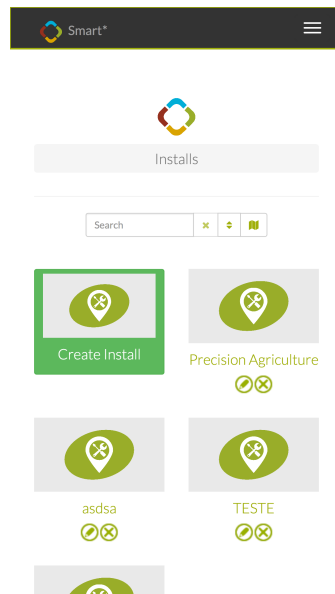 Smart*
Installs
Search
Create Install
Precision Agriculture
asdsa
TESTE